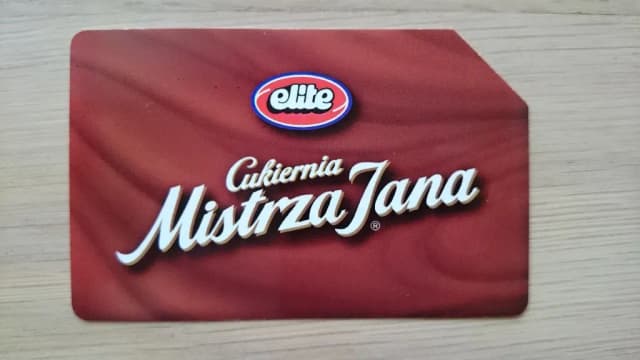 elite
Cukiernia
Mistrza Jana
®